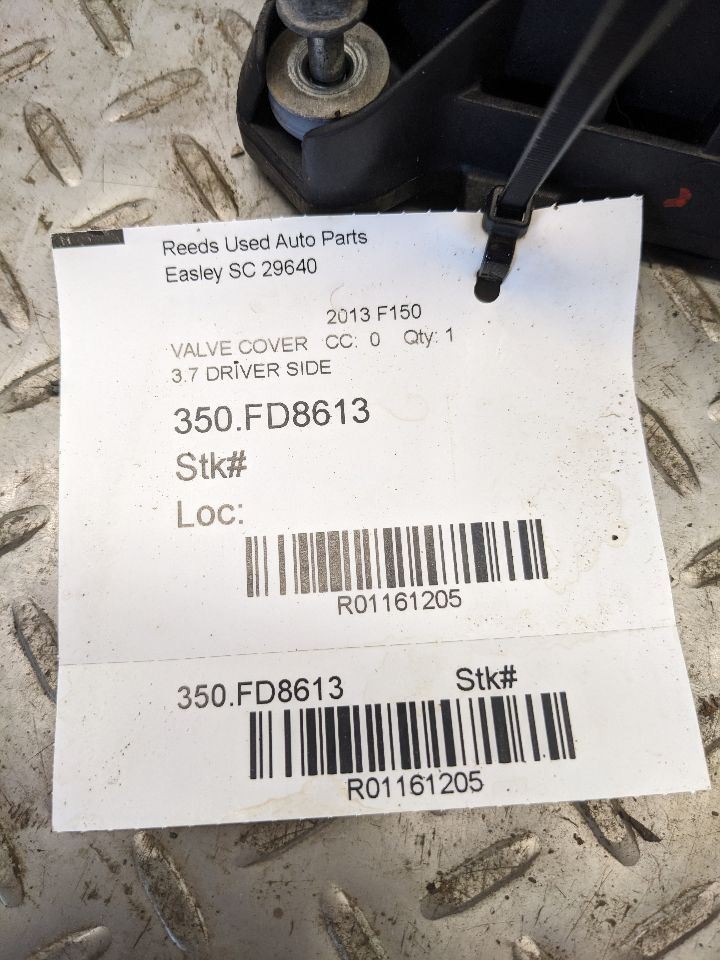 Reeds Used Auto Parts
Easley SC 29640
2013 F150
VALVE COVER CC: 0 Qty: 1
3.7 DRIVER SIDE
350.FD8613
Stk#
Loc:
R01161205
350.FD8613 Stk#
R01161205